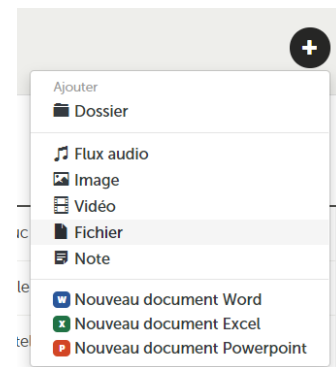 Ajouter
Dossier
Flux audio
Image
Vidéo
Fichier
Note
Nouveau document Word
Nouveau document Excel
Nouveau document Powerpoint